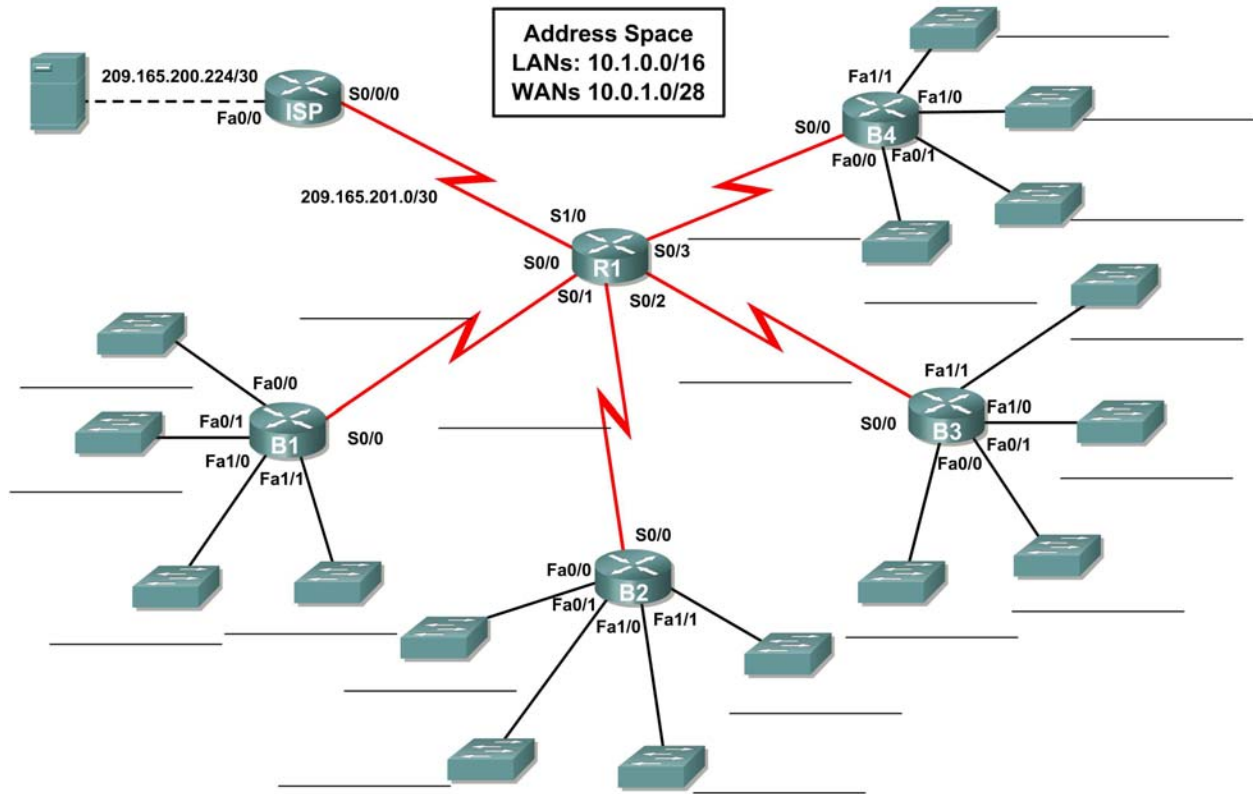 Address Space
LANs: 10.1.0.0/16
WANs 10.0.1.0/28
209.165.200.224/30
S0/0/0
Fa0/0
ISP
209.165.201.0/30
S1/0
S0/0
R1
S0/3
S0/1
S0/2
Fa1/1
Fa1/0
S0/0
B4
Fa0/0
Fa0/1
Fa0/0
Fa0/1
B1
S0/0
Fa1/0
Fa1/1
Fa1/1
Fa1/0
S0/0
B3
Fa0/1
Fa0/0
S0/0
Fa0/0
B2
Fa0/1
Fa1/0
Fa1/1